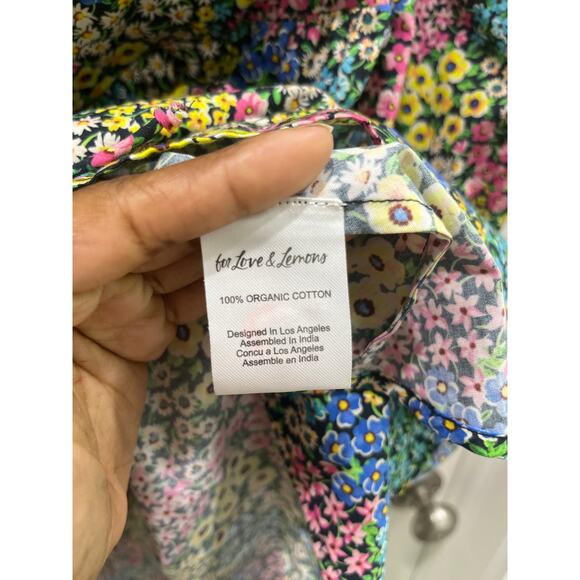 for Love & Lemons
100% ORGANIC COTTON
Designed in Los Angeles
Assembled in India
Concu a Los Angeles
Assemble en India